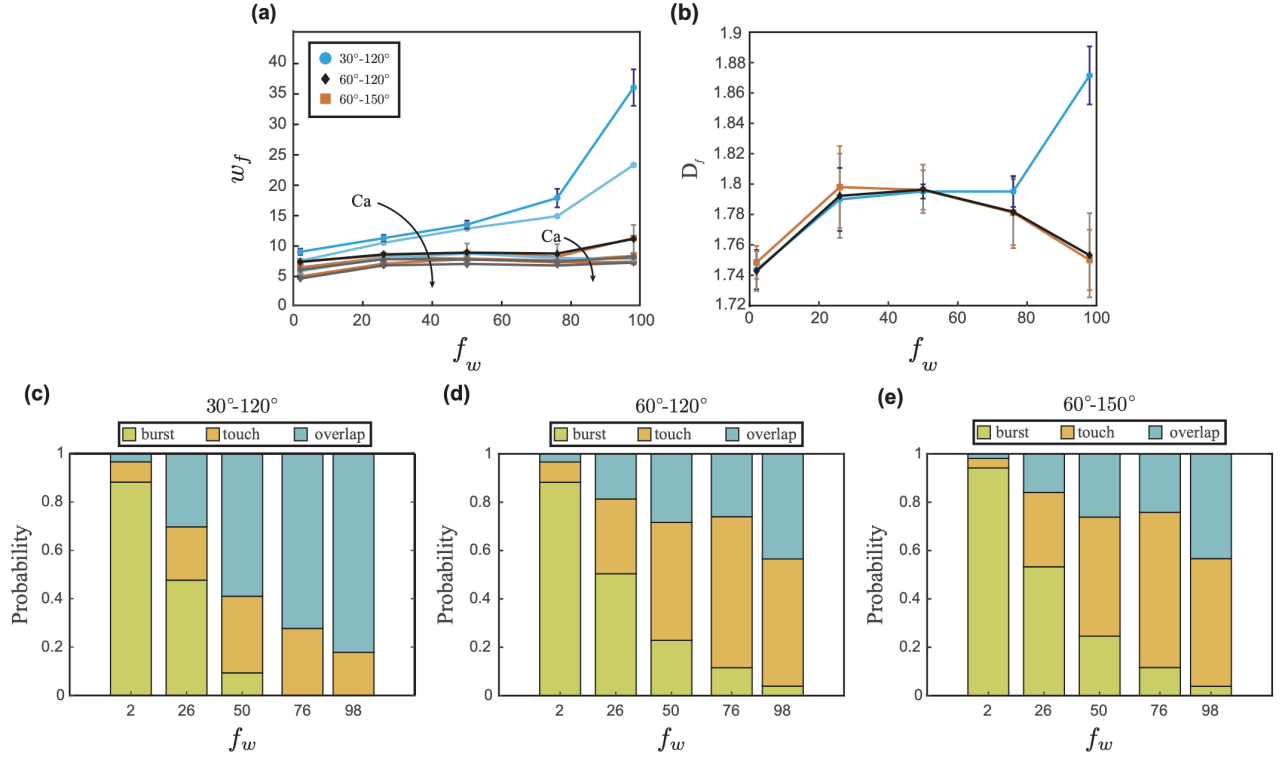 (a)
40
35
30
25
20
15
10
5
0
0 20 40 60 80 100
w_f
f_w
30°-120°
60°-120°
60°-150°
Ca
Ca
(b)
1.9
1.88
1.86
1.84
1.82
1.8
1.78
1.76
1.74
1.72
0 20 40 60 80 100
D_f
f_w
(c)
30°-120°
burst touch overlap
1
0.8
0.6
0.4
0.2
0
Probability
2 26 50 76 98
f_w
(d)
60°-120°
burst touch overlap
1
0.8
0.6
0.4
0.2
0
Probability
2 26 50 76 98
f_w
(e)
60°-150°
burst touch overlap
1
0.8
0.6
0.4
0.2
0
Probability
2 26 50 76 98
f_w